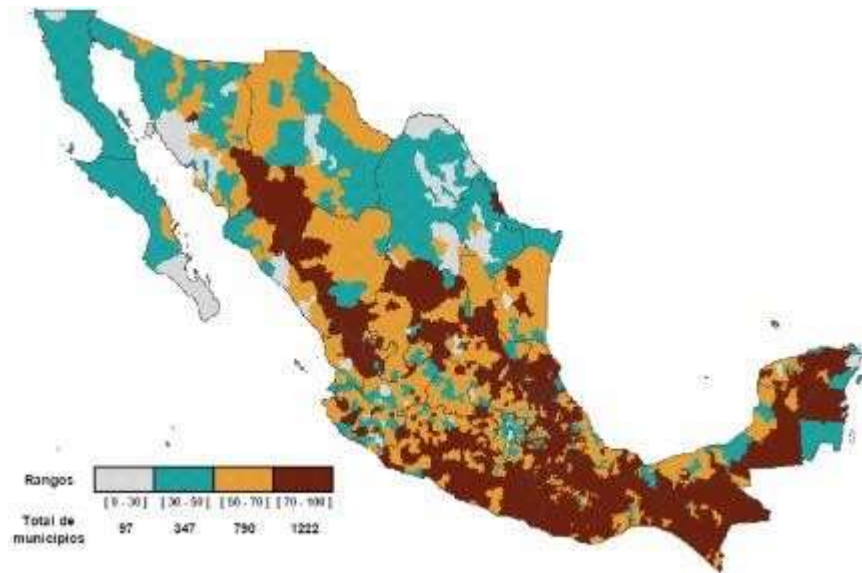 Rangos
[ 0 - 30 ] [ 30 - 50 ] [ 50 - 70 ] [ 70 - 100 ]
Total de municipios 97 347 790 1222